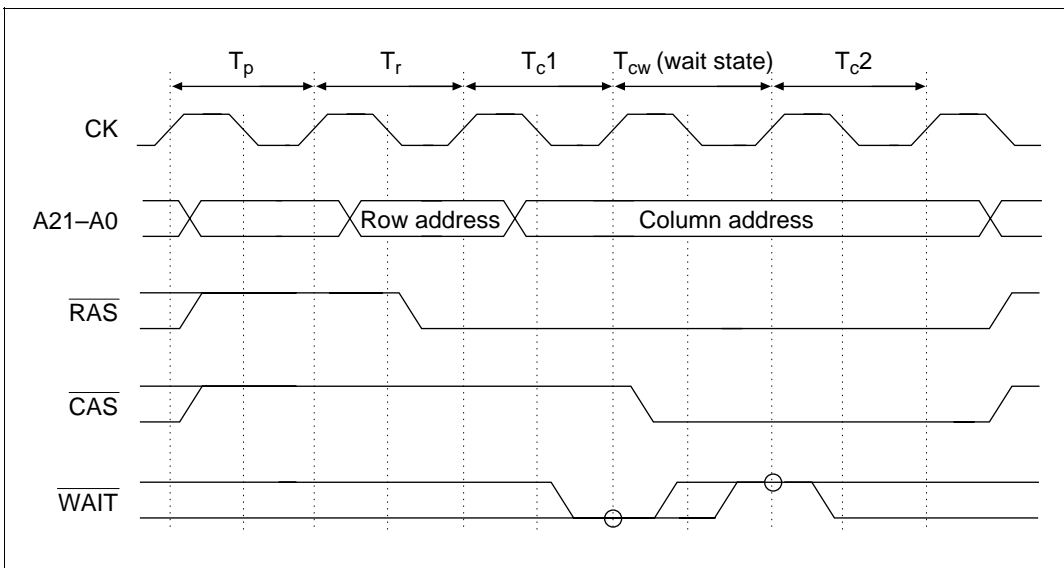 Tp Tr Tc1 Tcw (wait state) Tc2
CK
A21–A0 Row address Column address
RAS
CAS
WAIT